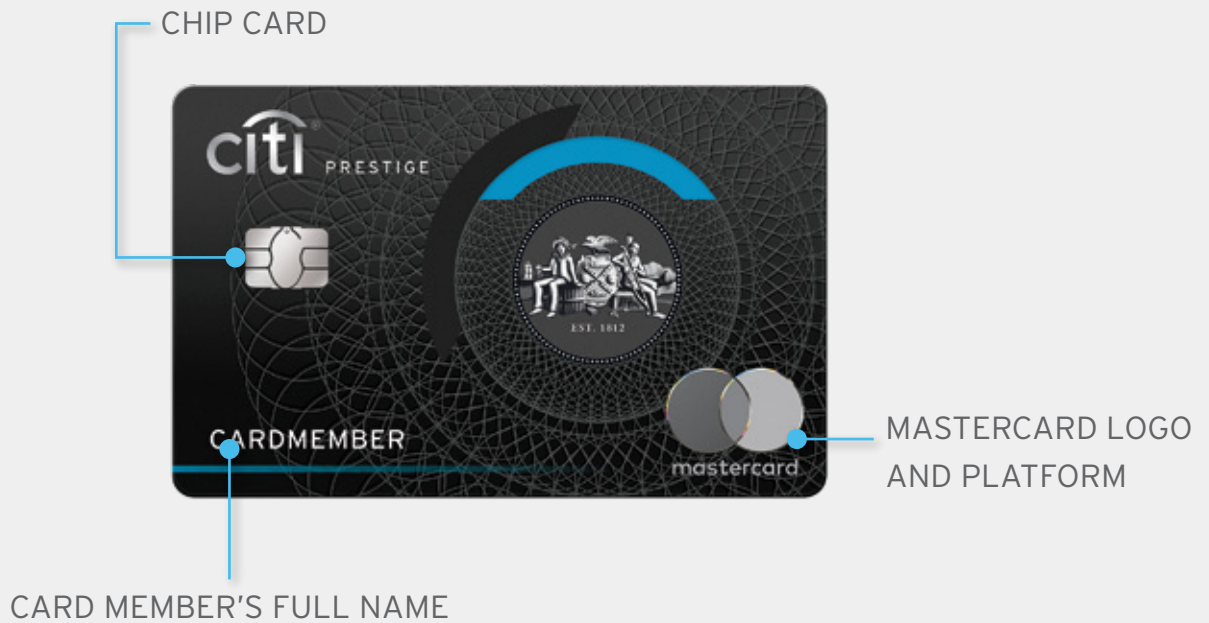 CHIP CARD
citi®
PRESTIGE
EST. 1812
CARDMEMBER
mastercard
MASTERCARD LOGO
AND PLATFORM
CARD MEMBER'S FULL NAME